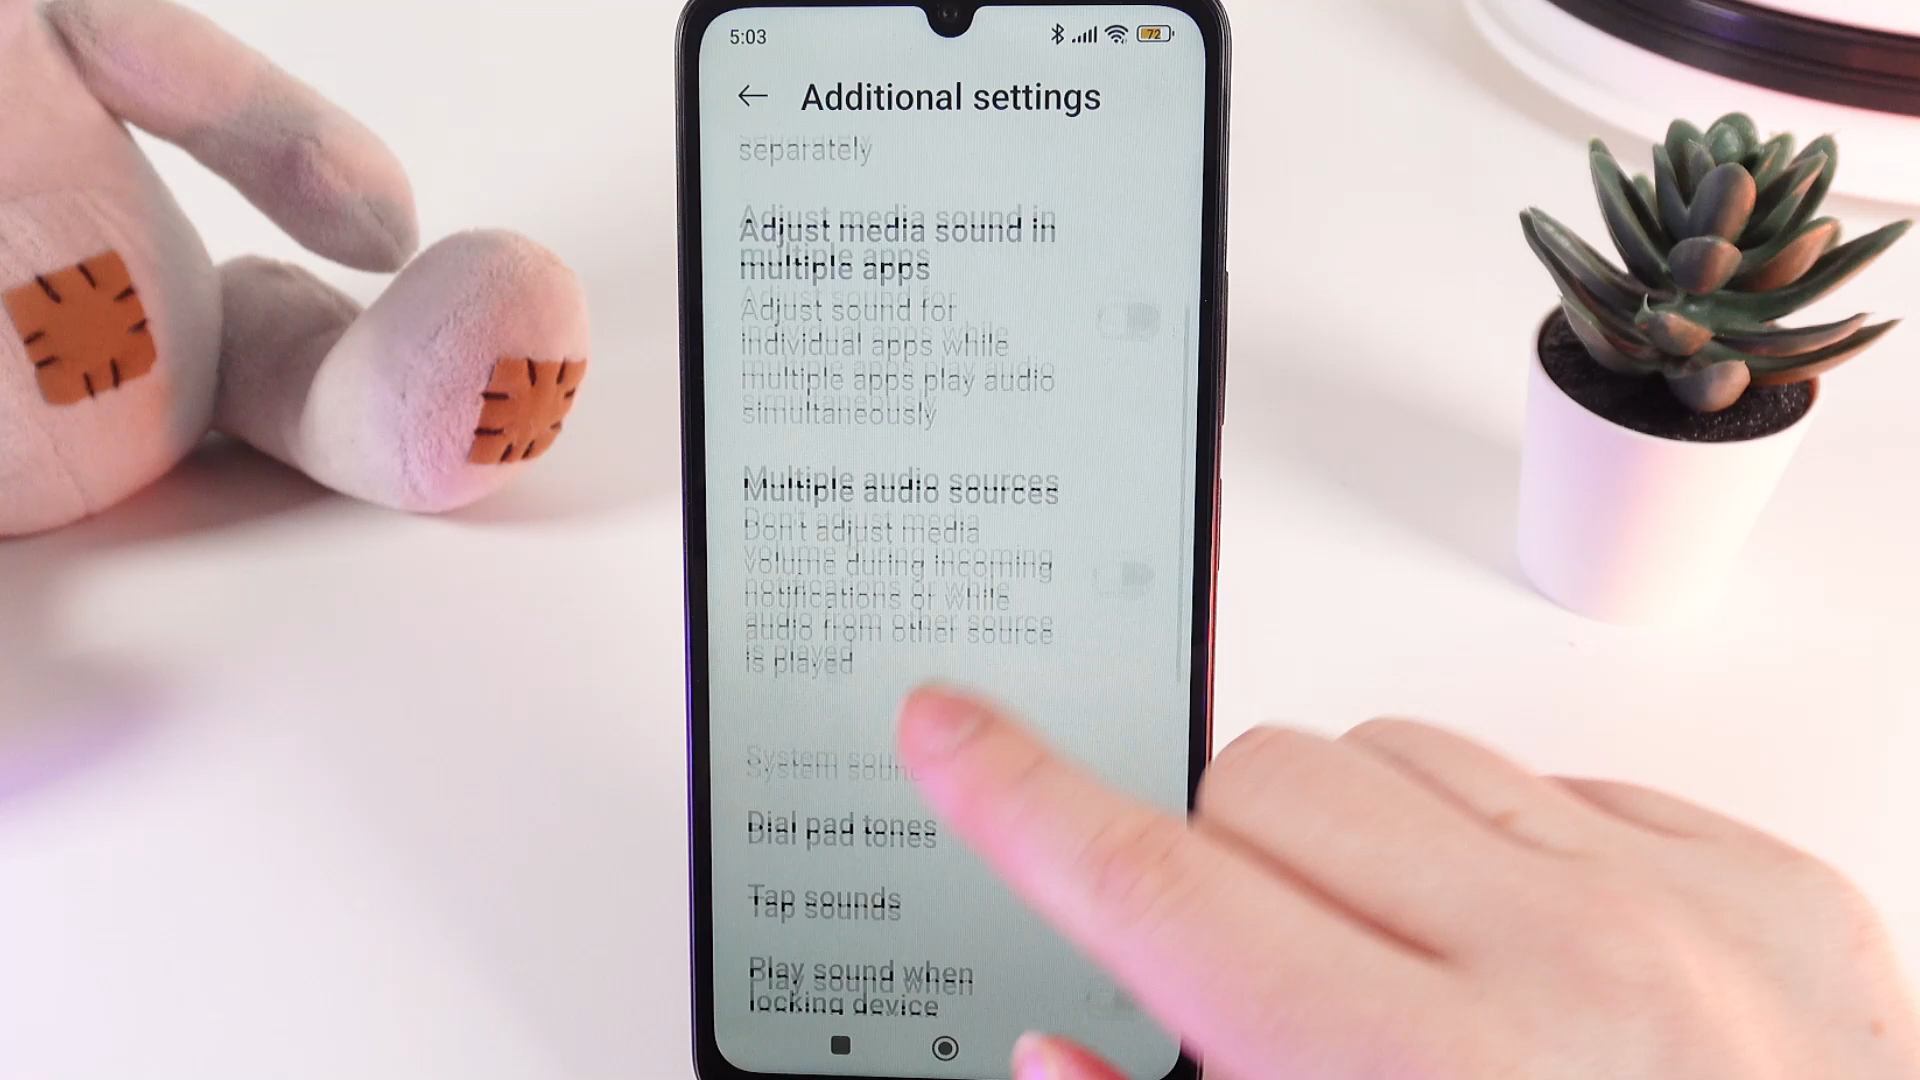 5:03
72
Additional settings
separately
Adjust media sound in
multiple apps
Adjust sound for
individual apps while
multiple apps play audio
simultaneously
Multiple audio sources
Don't adjust media
volume during incoming
notifications or while
audio from other source
is played
System sound
Dial pad tones
Tap sounds
Play sound when
locking device